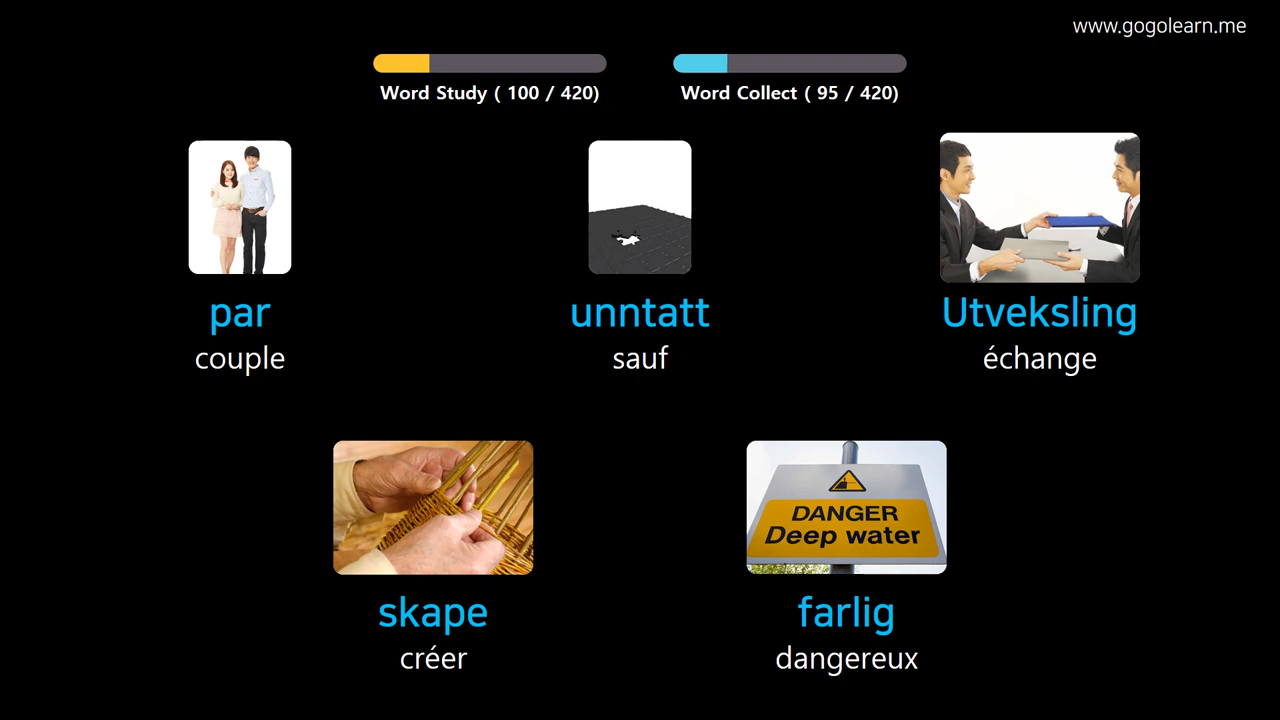 www.gogolearn.me
Word Study ( 100 / 420)
Word Collect ( 95 / 420)
par
couple
unntatt
sauf
Utveksling
échange
skape
créer
DANGER
Deep water
farlig
dangereux